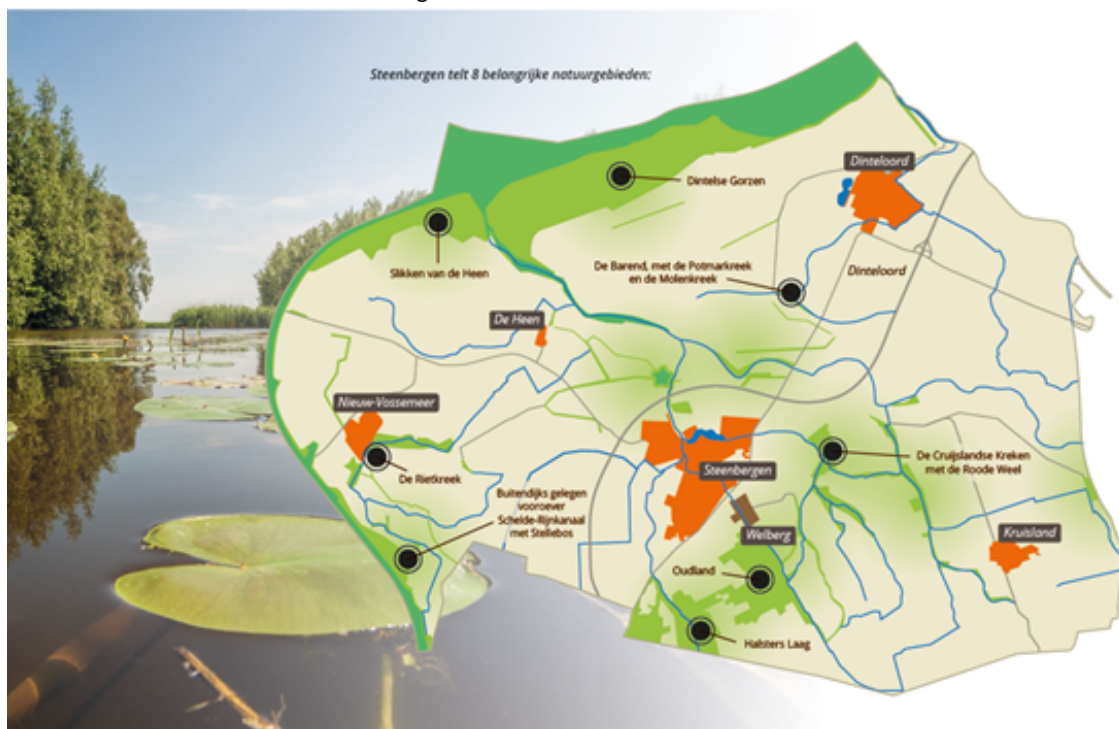 Steenbergen telt 8 belangrijke natuurgebieden:
Dinteloord
Dintelse Gorzen
Slikken van de Heen
De Barend, met de Potmarkreek
en de Molenkreek
Dinteloord
De Heen
Nieuw-Vossemeer
De Rietkreek
Steenbergen
De Cruijslandse Kreken
met de Roode Weel
Buitendijks gelegen
vooroever
Schelde-Rijnkanaal
met Stellebos
Welberg
Kruisland
Oudland
Halsters Laag